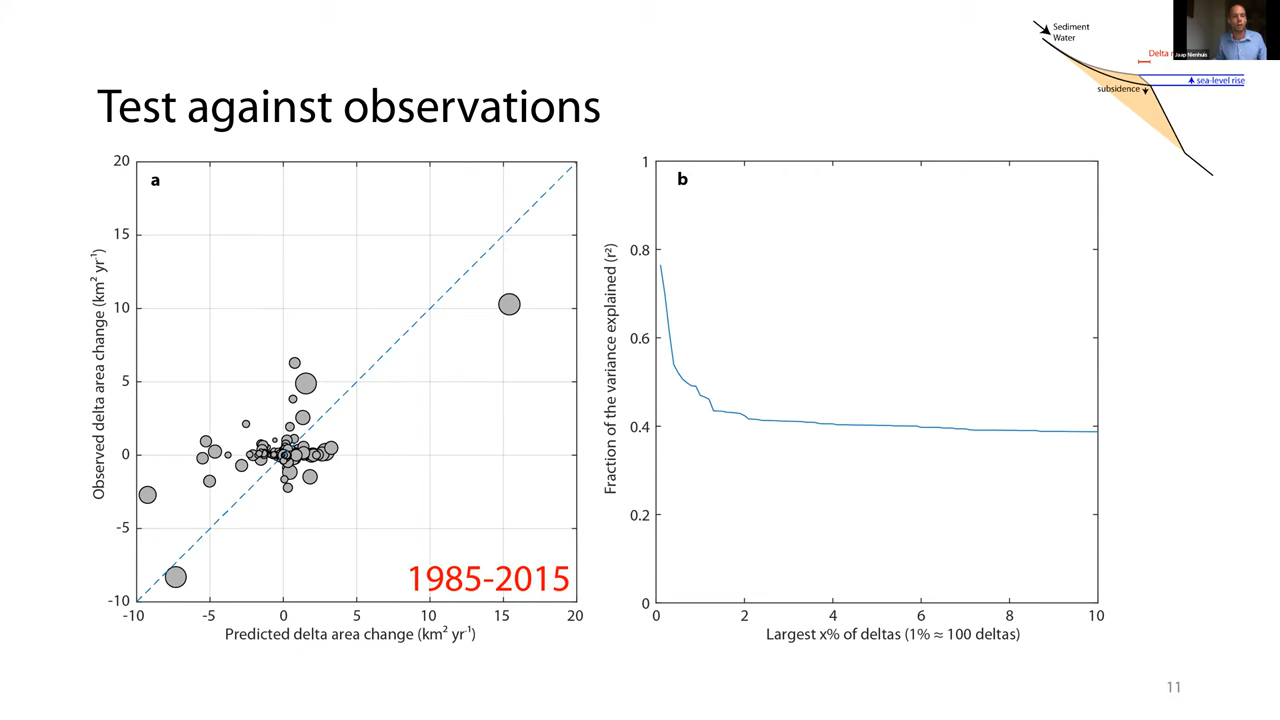 Sediment
Water
Delta
Jaap Nienhuis
sea-level rise
subsidence
Test against observations
a
20
15
10
5
0
-5
-10
-10
-5
0
5
10
15
20
Observed delta area change (km² yr⁻¹)
Predicted delta area change (km² yr⁻¹)
1985-2015
b
1
0.8
0.6
0.4
0.2
0
0
2
4
6
8
10
Fraction of the variance explained (r²)
Largest x% of deltas (1% ≈ 100 deltas)
11